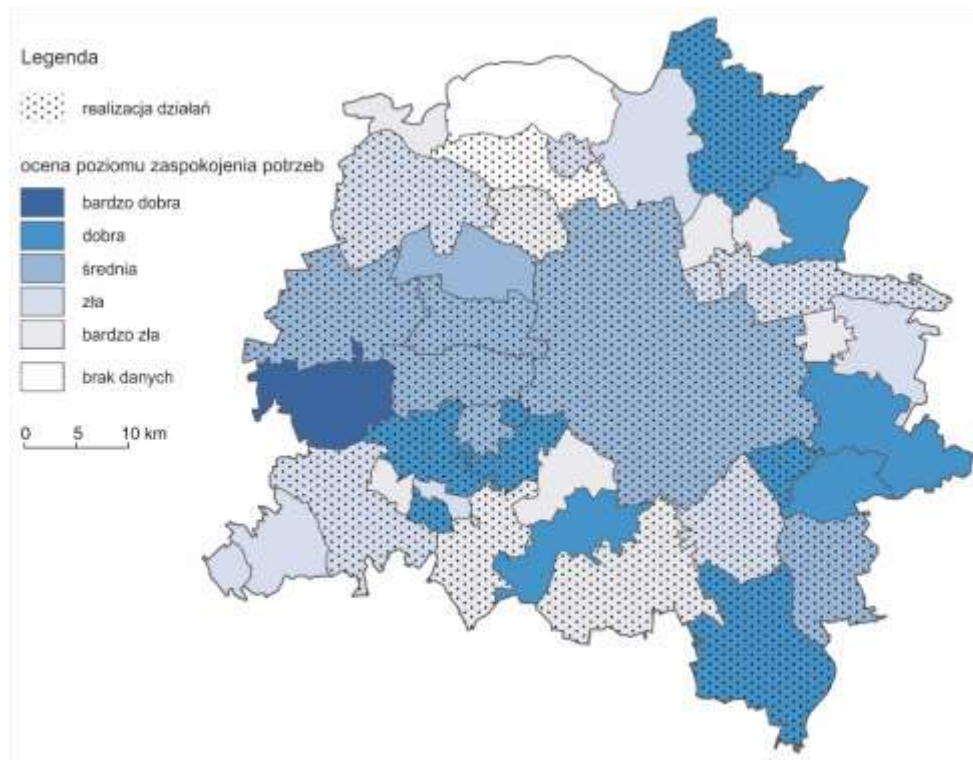 Legenda
realizacja działań
ocena poziomu zaspokojenia potrzeb
bardzo dobra
dobra
średnia
zła
bardzo zła
brak danych
0 5 10 km